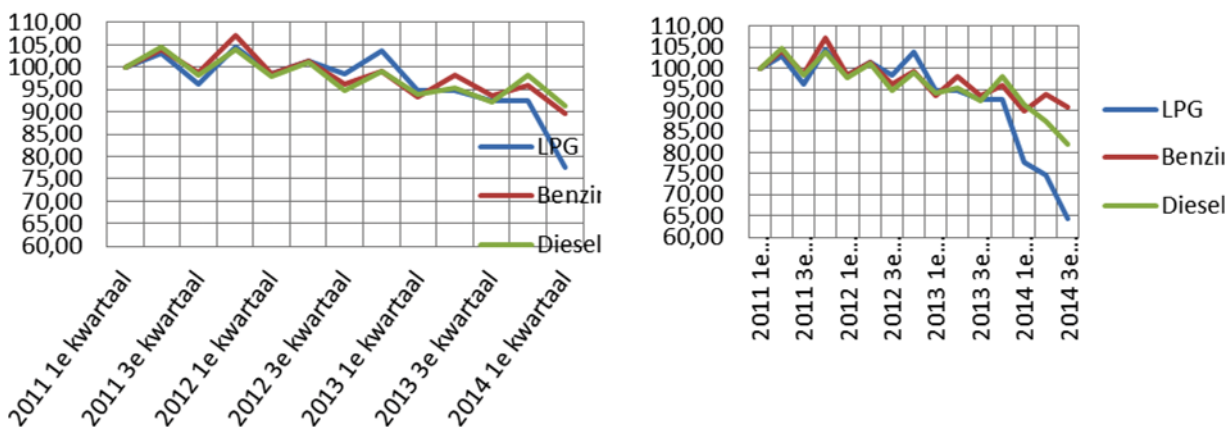 110,00
105,00
100,00
95,00
90,00
85,00
80,00
75,00
70,00
65,00
60,00
LPG
Benzin
Diesel
2011 1e kwartaal
2011 3e kwartaal
2012 1e kwartaal
2012 3e kwartaal
2013 1e kwartaal
2013 3e kwartaal
2014 1e kwartaal
110,00
105,00
100,00
95,00
90,00
85,00
80,00
75,00
70,00
65,00
60,00
2011 1e...
2011 3e...
2012 1e...
2012 3e...
2013 1e...
2013 3e...
2014 1e...
2014 3e...
LPG
Benzin
Diesel